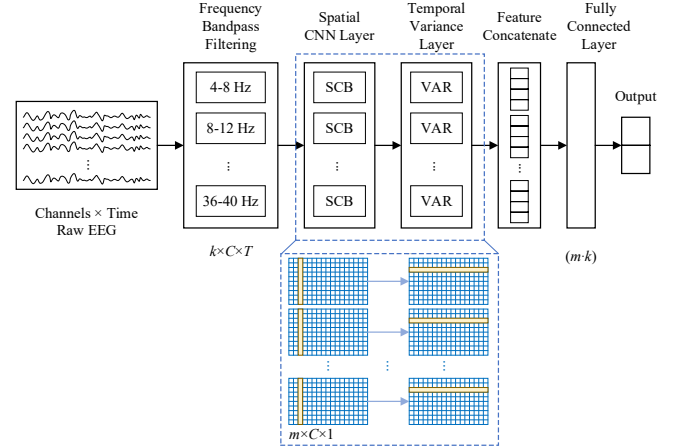 Frequency
Bandpass
Filtering
Spatial
CNN Layer
Temporal
Variance
Layer
Feature
Concatenate
Fully
Connected
Layer
4-8 Hz
SCB
VAR
8-12 Hz
SCB
VAR
Output
⋮
⋮
⋮
⋮
⋮
36-40 Hz
SCB
VAR
Channels × Time
Raw EEG
k×C×T
(m·k)
⋮
⋮
⋮
m×C×1